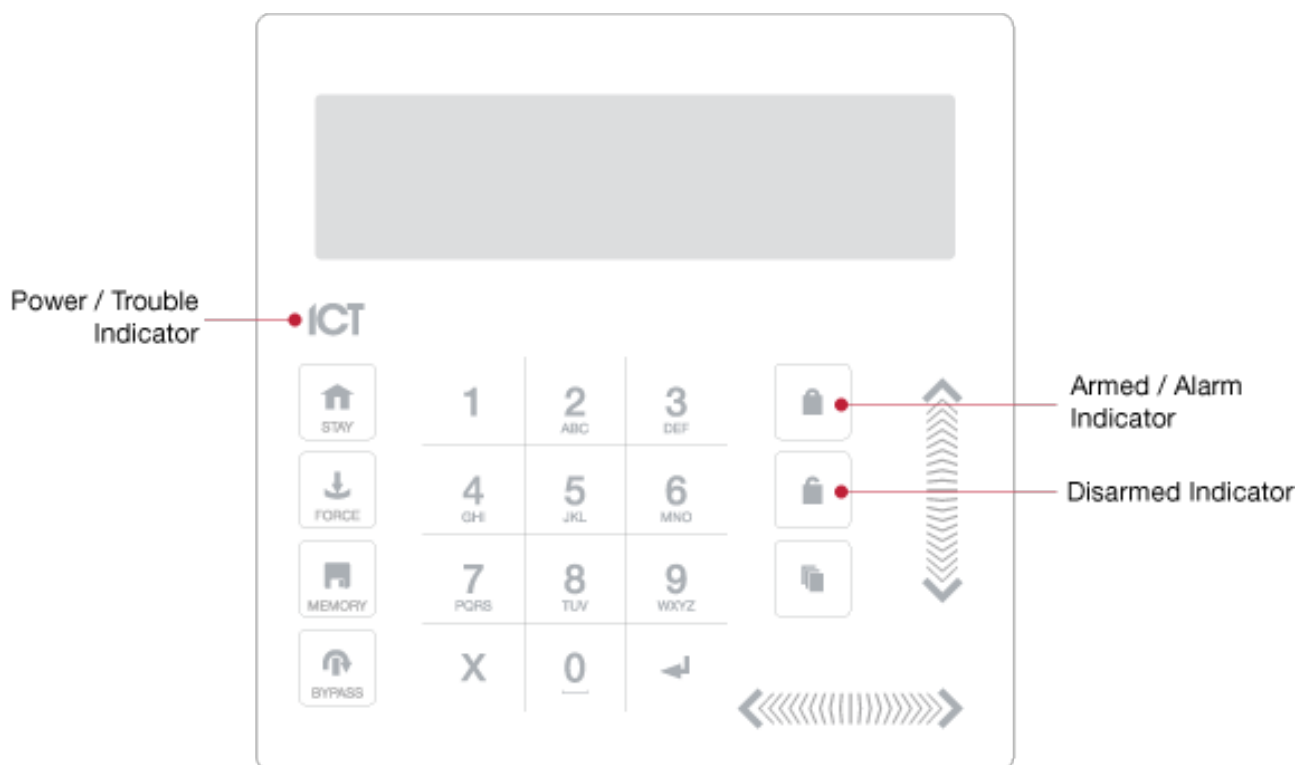 Power / Trouble
Indicator
ICT
STAY
1
2
ABC
3
DEF
Armed / Alarm
Indicator
FORCE
4
GHI
5
JKL
6
MNO
Disarmed Indicator
MEMORY
7
PQRS
8
TUV
9
WXYZ
BYPASS
X
0